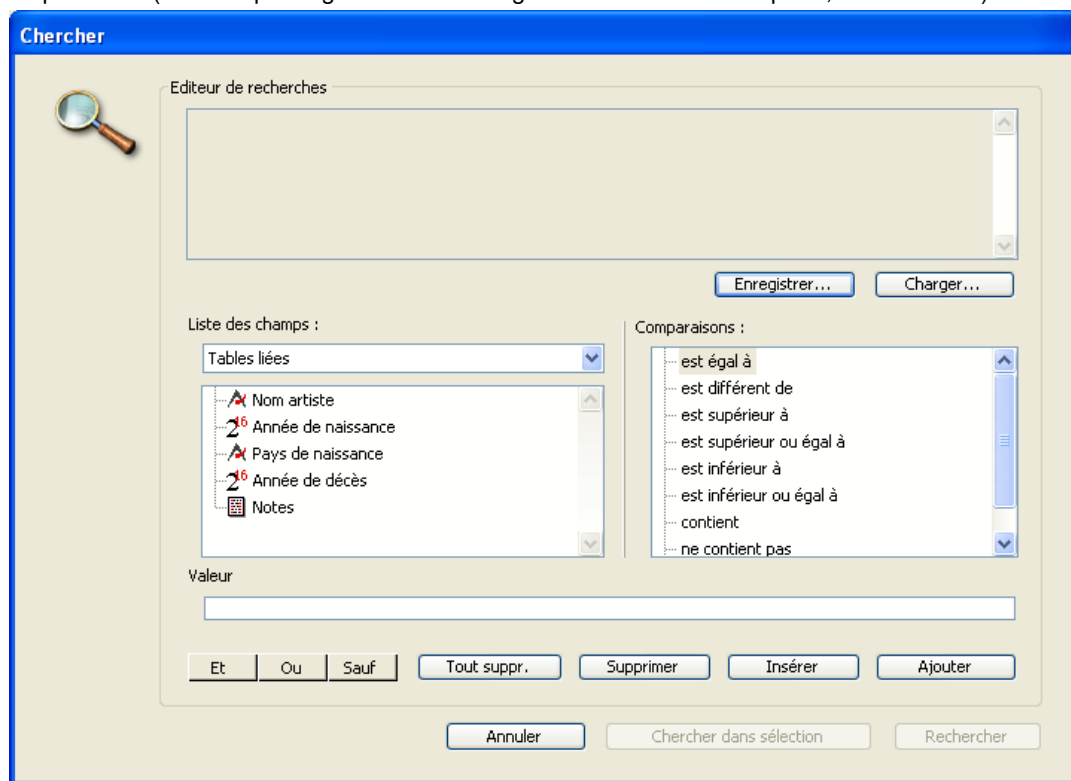 Chercher
Editeur de recherches
Enregistrer...
Charger...
Liste des champs :
Comparaisons :
Tables liées
Nom artiste
Année de naissance
Pays de naissance
Année de décès
Notes
est égal à
est différent de
est supérieur à
est supérieur ou égal à
est inférieur à
est inférieur ou égal à
contient
ne contient pas
Valeur
Et
Ou
Sauf
Tout suppr.
Supprimer
Insérer
Ajouter
Annuler
Chercher dans sélection
Rechercher